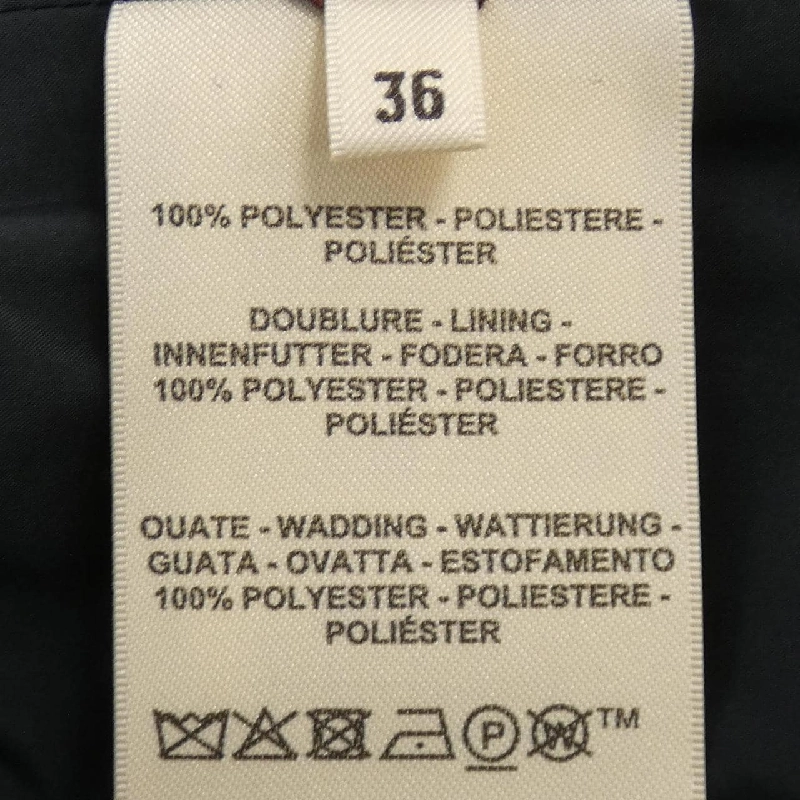 36
100% POLYESTER - POLIESTERE -
POLIÉSTER
DOUBLURE - LINING -
INNENFUTTER - FODERA - FORRO
100% POLYESTER - POLIESTERE -
POLIÉSTER
OUATE - WADDING - WATTIERUNG -
GUATA - OVATTA - ESTOFAMENTO
100% POLYESTER - POLIESTERE -
POLIÉSTER
P W TM